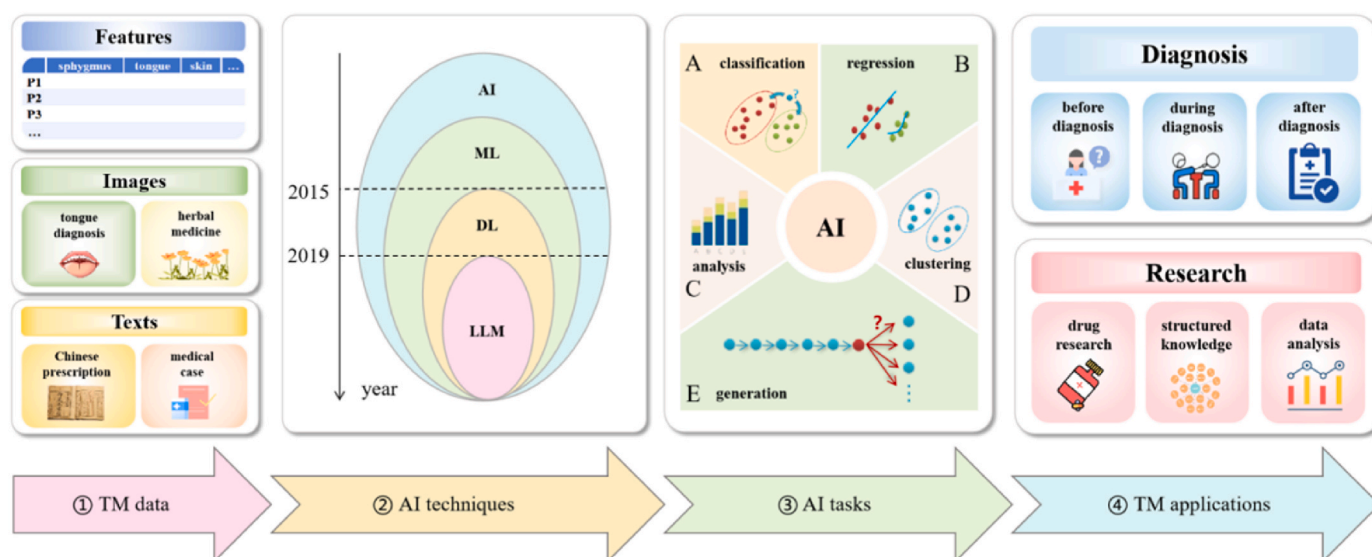 Features
sphygmus tongue skin ...
P1
P2
P3
...
Images
tongue
diagnosis
herbal
medicine
Texts
Chinese
prescription
medical
case
AI
ML
2015
DL
2019
LLM
year
A
classification
regression
B
AI
analysis
C
clustering
D
?
E
generation
Diagnosis
before
diagnosis
during
diagnosis
after
diagnosis
?
Research
drug
research
structured
knowledge
data
analysis
① TM data
② AI techniques
③ AI tasks
④ TM applications